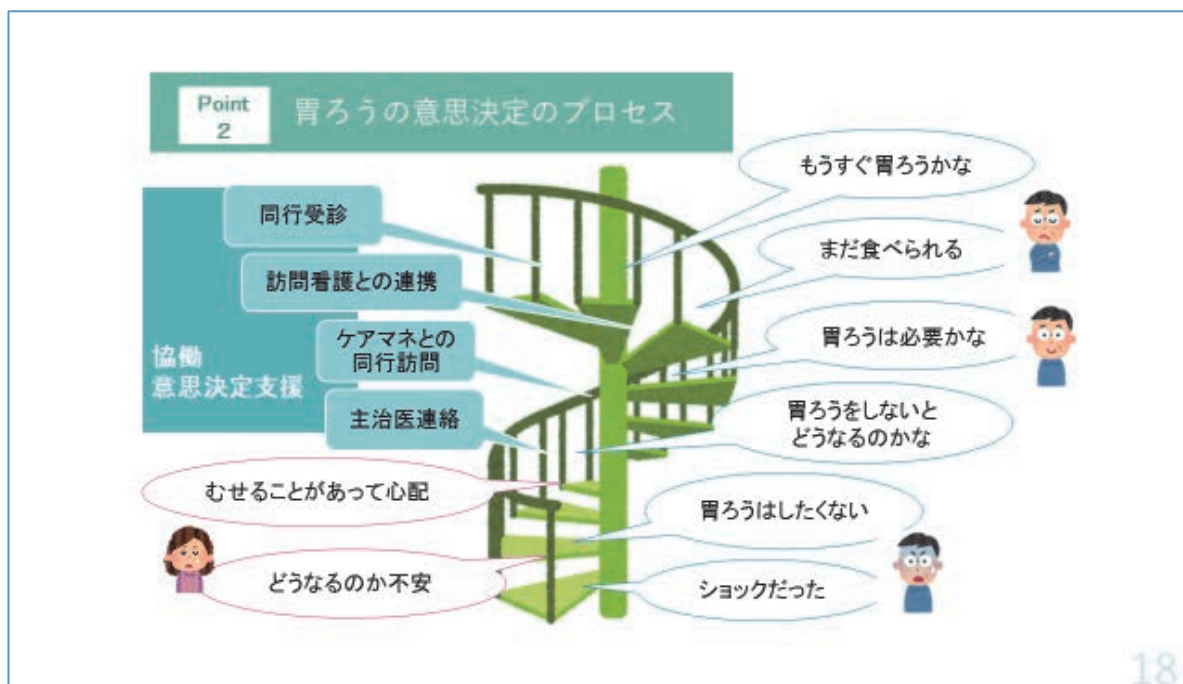 Point
2
胃ろうの意思決定のプロセス
協働
意思決定支援
同行受診
訪問看護との連携
ケアマネとの
同行訪問
主治医連絡
むせることがあって心配
どうなるのか不安
もうすぐ胃ろうかな
まだ食べられる
胃ろうは必要かな
胃ろうをしないと
どうなるのかな
胃ろうはしたくない
ショックだった
18